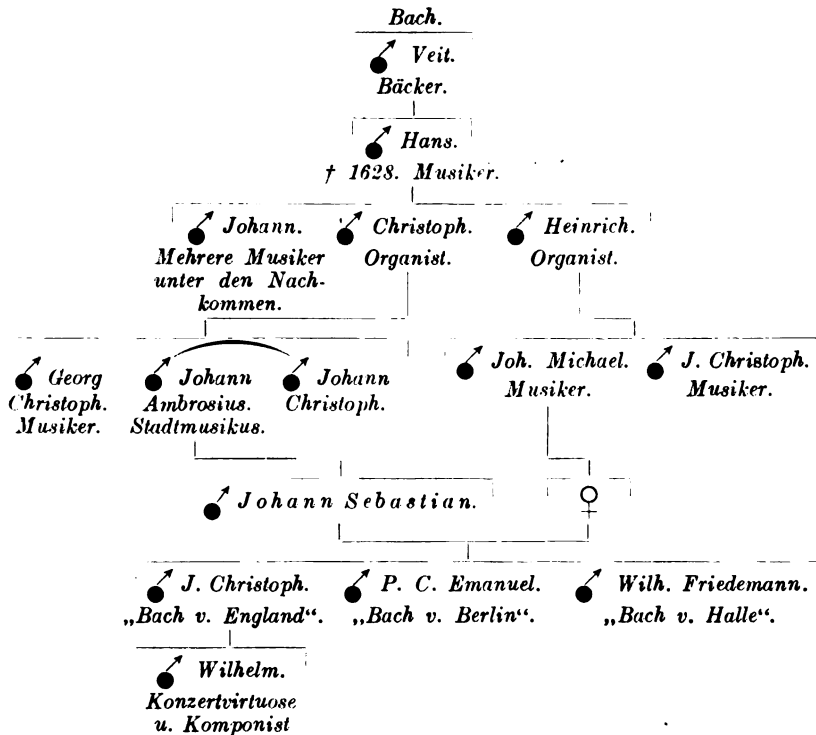 Bach.
Veit.
Bäcker.
Hans.
† 1628. Musiker.
Johann.
Mehrere Musiker
unter den Nach-
kommen.
Christoph.
Organist.
Heinrich.
Organist.
Georg
Christoph.
Musiker.
Johann
Ambrosius.
Stadtmusikus.
Johann
Christoph.
Joh. Michael.
Musiker.
J. Christoph.
Musiker.
Johann Sebastian.
J. Christoph.
„Bach v. England“.
P. C. Emanuel.
„Bach v. Berlin“.
Wilh. Friedemann.
„Bach v. Halle“.
Wilhelm.
Konzertvirtuose
u. Komponist